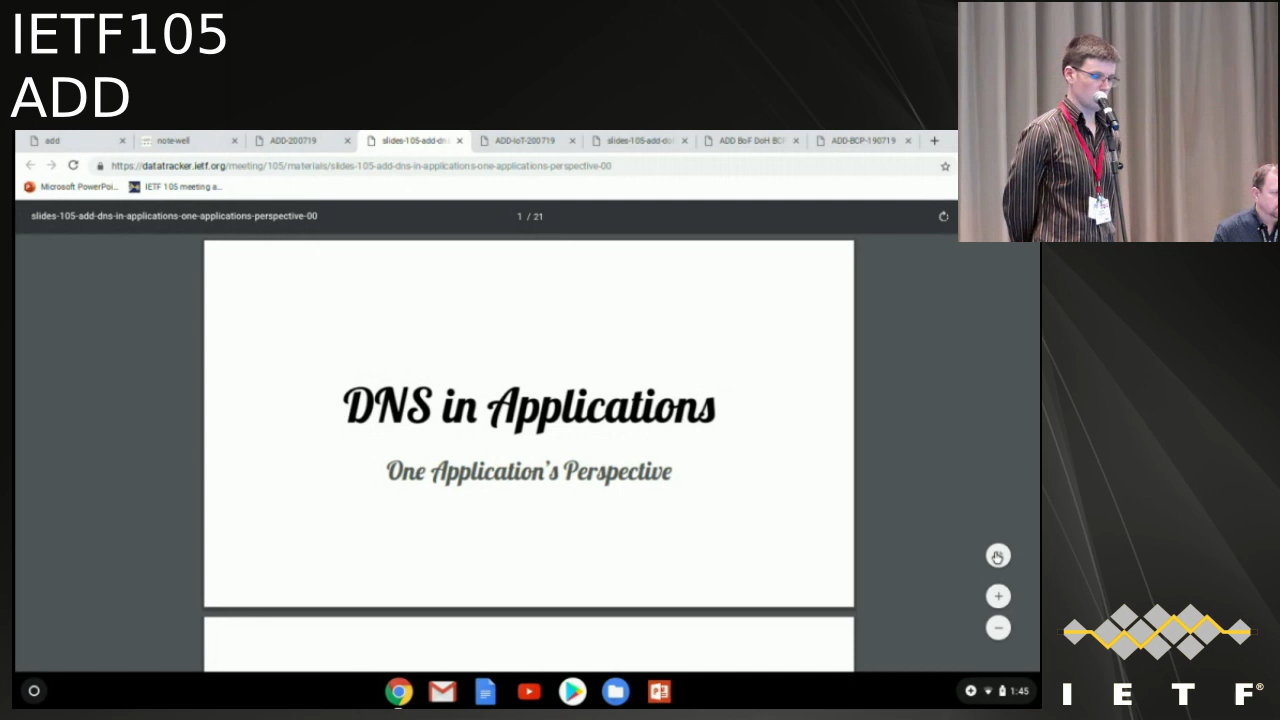 IETF105
ADD
add
note-well
ADD-200719
slides-105-add-dn
ADD-IoT-200719
slides-105-add-do
ADD BoF DoH BC
ADD-BCP-190719
https://datatracker.ietf.org/meeting/105/materials/slides-105-add-dns-in-applications-one-applications-perspective-00
Microsoft PowerPoi...
IETF 105 meeting a...
slides-105-add-dns-in-applications-one-applications-perspective-00
1 / 21
DNS in Applications
One Application's Perspective
1:45
I E T F®